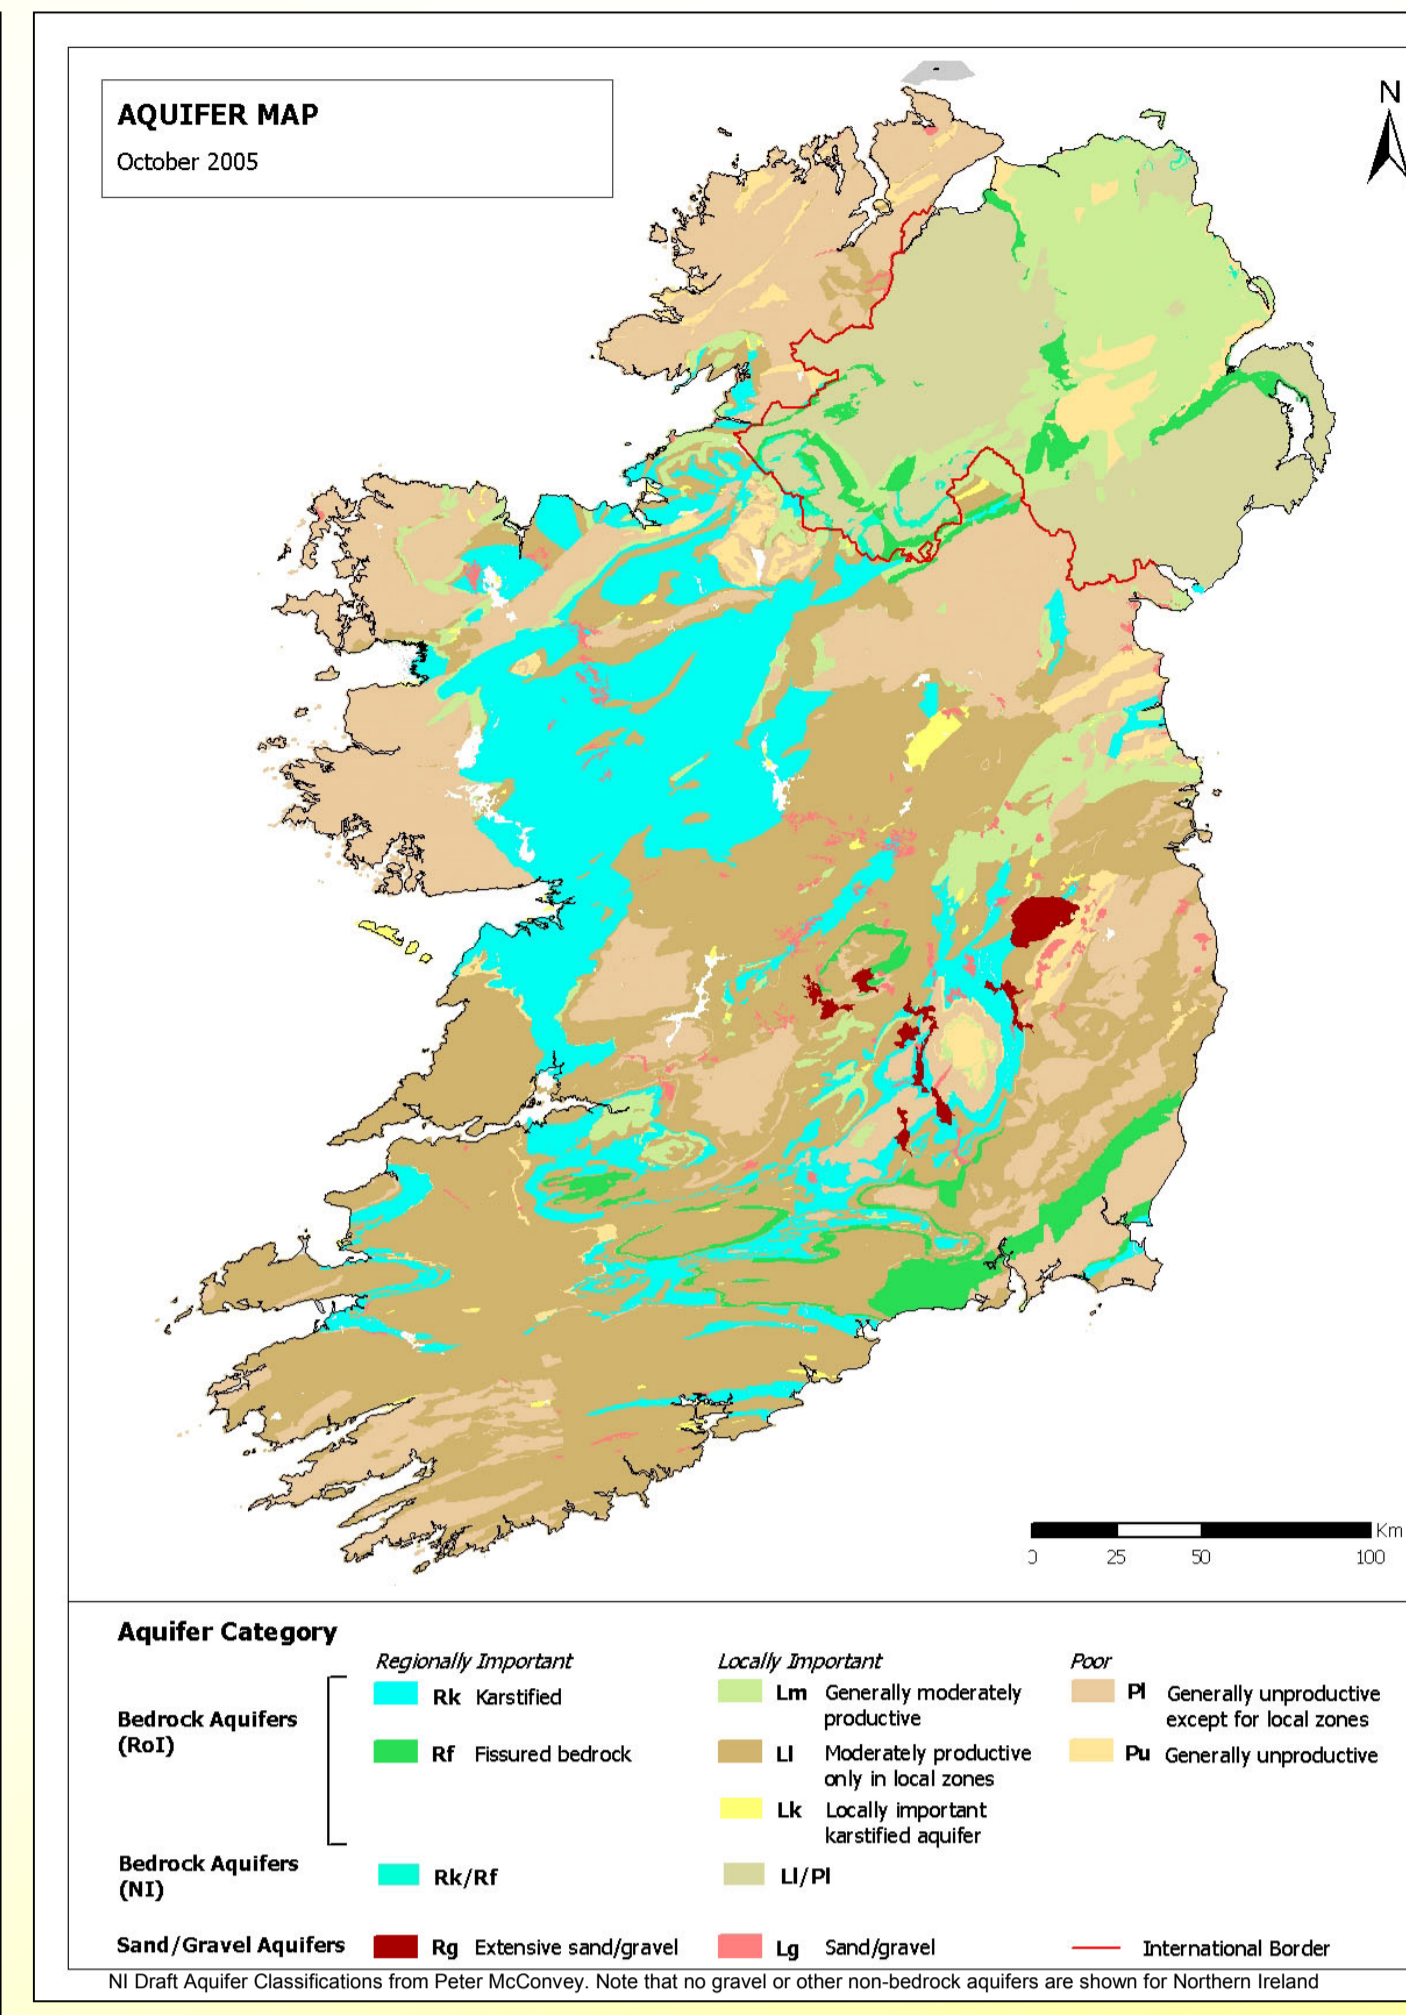 AQUIFER MAP
October 2005
N
Km
0 25 50 100
Aquifer Category
Regionally Important
Locally Important
Poor
Bedrock Aquifers
(RoI)
Rk Karstified
Lm Generally moderately
productive
Pl Generally unproductive
except for local zones
Rf Fissured bedrock
Ll Moderately productive
only in local zones
Pu Generally unproductive
Lk Locally important
karstified aquifer
Bedrock Aquifers
(NI)
Rk/Rf
Ll/Pl
Sand/Gravel Aquifers
Rg Extensive sand/gravel
Lg Sand/gravel
International Border
NI Draft Aquifer Classifications from Peter McConvey. Note that no gravel or other non-bedrock aquifers are shown for Northern Ireland